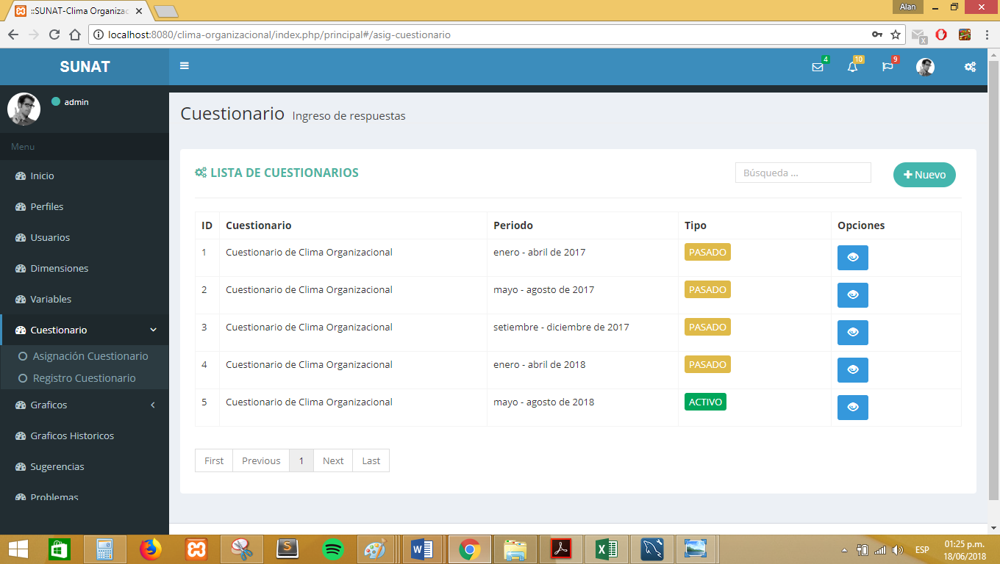 ::SUNAT-Clima Organizac
Alan
localhost:8080/clima-organizacional/index.php/principal#/asig-cuestionario
SUNAT
4
10
9
admin
Menu
Inicio
Perfiles
Usuarios
Dimensiones
Variables
Cuestionario
Asignación Cuestionario
Registro Cuestionario
Graficos
Graficos Historicos
Sugerencias
Problemas
Cuestionario Ingreso de respuestas
LISTA DE CUESTIONARIOS
Búsqueda ...
Nuevo
ID Cuestionario Periodo Tipo Opciones
1 Cuestionario de Clima Organizacional enero - abril de 2017 PASADO
2 Cuestionario de Clima Organizacional mayo - agosto de 2017 PASADO
3 Cuestionario de Clima Organizacional setiembre - diciembre de 2017 PASADO
4 Cuestionario de Clima Organizacional enero - abril de 2018 PASADO
5 Cuestionario de Clima Organizacional mayo - agosto de 2018 ACTIVO
First Previous 1 Next Last
ESP
01:25 p.m.
18/06/2018